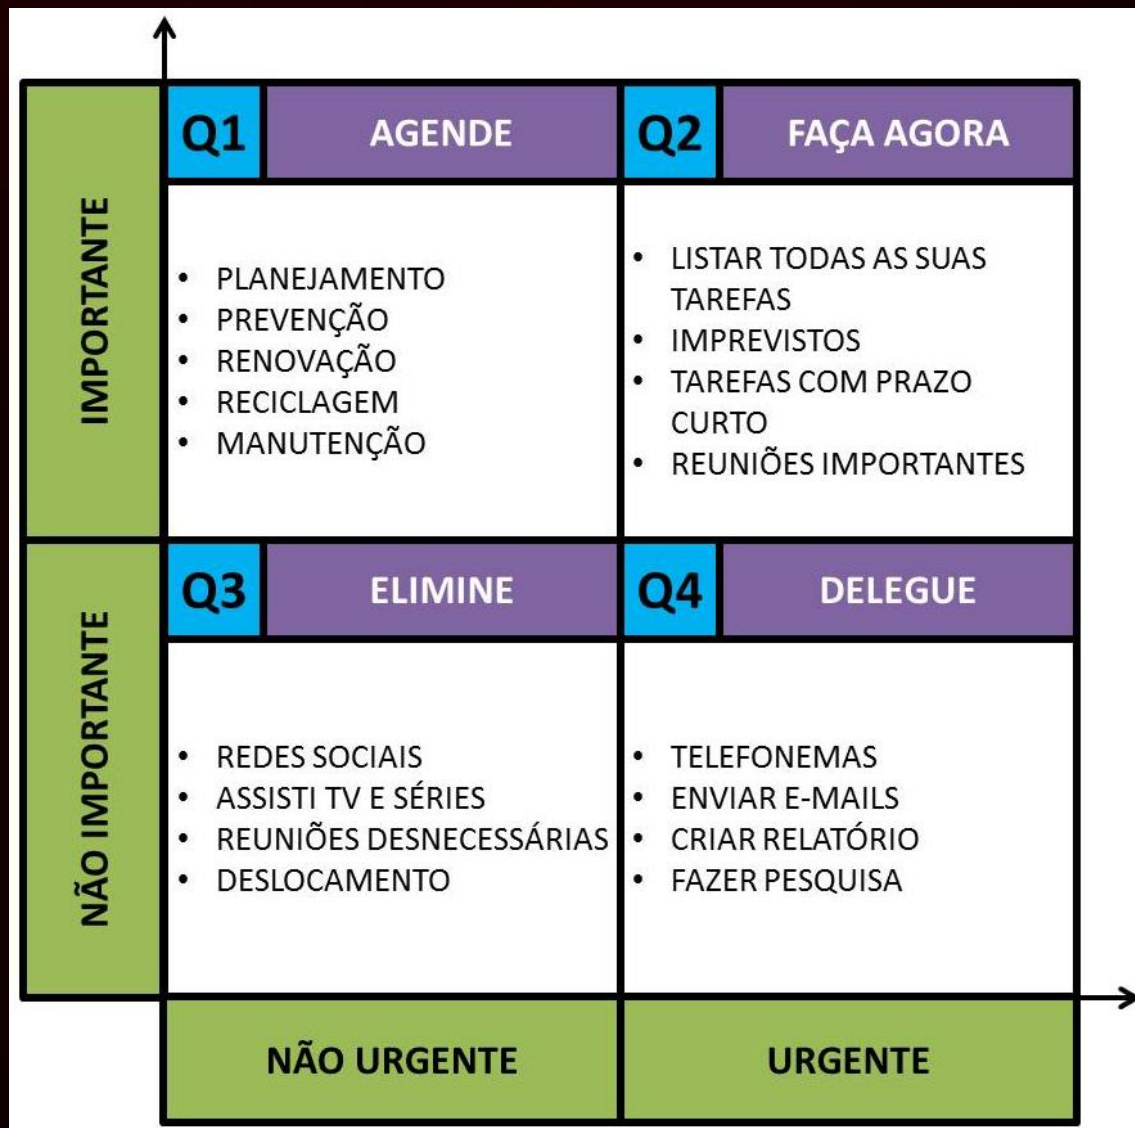 IMPORTANTE
Q1
AGENDE
• PLANEJAMENTO
• PREVENÇÃO
• RENOVAÇÃO
• RECICLAGEM
• MANUTENÇÃO
Q2
FAÇA AGORA
• LISTAR TODAS AS SUAS
TAREFAS
• IMPREVISTOS
• TAREFAS COM PRAZO
CURTO
• REUNIÕES IMPORTANTES
NÃO IMPORTANTE
Q3
ELIMINE
• REDES SOCIAIS
• ASSISTI TV E SÉRIES
• REUNIÕES DESNECESSÁRIAS
• DESLOCAMENTO
Q4
DELEGUE
• TELEFONEMAS
• ENVIAR E-MAILS
• CRIAR RELATÓRIO
• FAZER PESQUISA
NÃO URGENTE
URGENTE